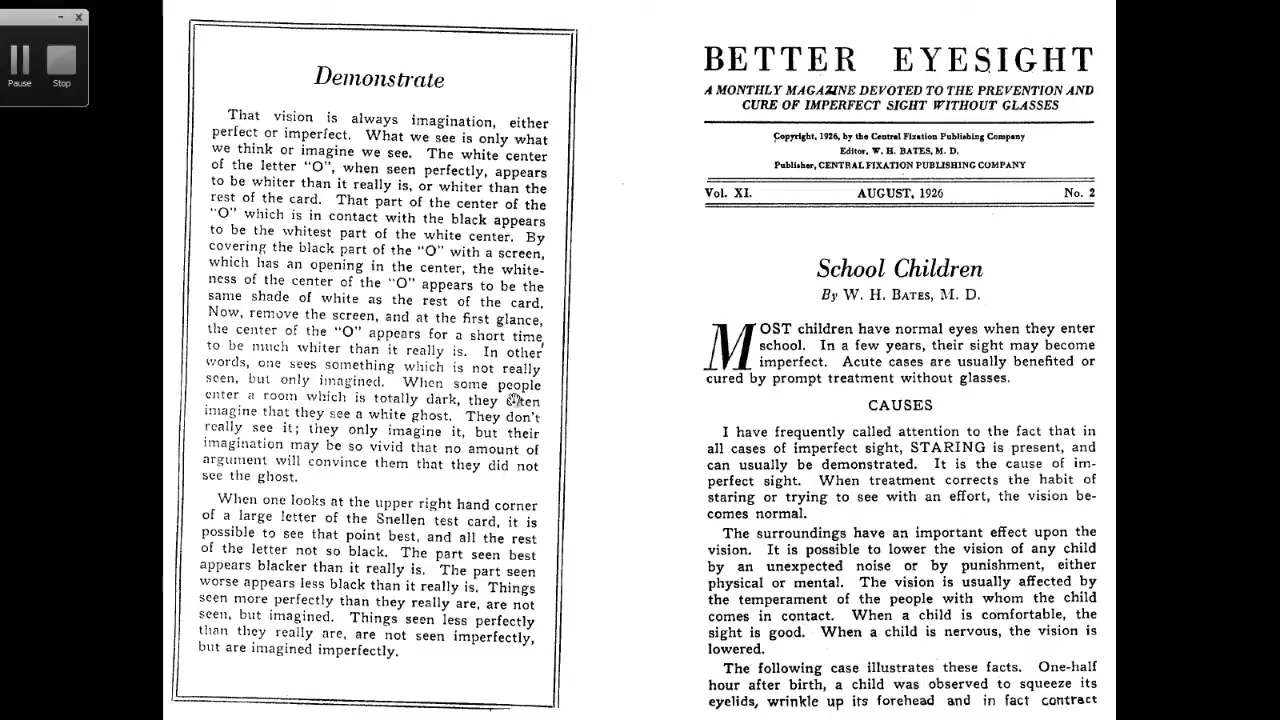 Pause
Stop
Demonstrate
That vision is always imagination, either
perfect or imperfect. What we see is only what
we think or imagine we see. The white center
of the letter "O", when seen perfectly, appears
to be whiter than it really is, or whiter than the
rest of the card. That part of the center of the
"O" which is in contact with the black appears
to be the whitest part of the white center. By
covering the black part of the "O" with a screen,
which has an opening in the center, the white-
ness of the center of the "O" appears to be the
same shade of white as the rest of the card.
Now, remove the screen, and at the first glance,
the center of the "O" appears for a short time
to be much whiter than it really is. In other
words, one sees something which is not really
seen, but only imagined. When some people
enter a room which is totally dark, they often
imagine that they see a white ghost. They don't
really see it; they only imagine it, but their
imagination may be so vivid that no amount of
argument will convince them that they did not
see the ghost.
When one looks at the upper right hand corner
of a large letter of the Snellen test card, it is
possible to see that point best, and all the rest
of the letter not so black. The part seen best
appears blacker than it really is. The part seen
worse appears less black than it really is. Things
seen more perfectly than they really are, are not
seen, but imagined. Things seen less perfectly
than they really are, are not seen imperfectly,
but are imagined imperfectly.
BETTER EYESIGHT
A MONTHLY MAGAZINE DEVOTED TO THE PREVENTION AND
CURE OF IMPERFECT SIGHT WITHOUT GLASSES
Copyright, 1926, by the Central Fixation Publishing Company
Editor, W. H. BATES, M. D.
Publisher, CENTRAL FIXATION PUBLISHING COMPANY
Vol. XI. AUGUST, 1926 No. 2
School Children
By W. H. BATES, M. D.
MOST children have normal eyes when they enter
school. In a few years, their sight may become
imperfect. Acute cases are usually benefited or
cured by prompt treatment without glasses.
CAUSES
I have frequently called attention to the fact that in
all cases of imperfect sight, STARING is present, and
can usually be demonstrated. It is the cause of im-
perfect sight. When treatment corrects the habit of
staring or trying to see with an effort, the vision be-
comes normal.
The surroundings have an important effect upon the
vision. It is possible to lower the vision of any child
by an unexpected noise or by punishment, either
physical or mental. The vision is usually affected by
the temperament of the people with whom the child
comes in contact. When a child is comfortable, the
sight is good. When a child is nervous, the vision is
lowered.
The following case illustrates these facts. One-half
hour after birth, a child was observed to squeeze its
eyelids, wrinkle up its forehead and in fact contract